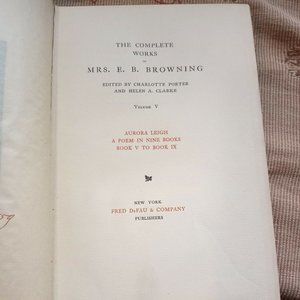 THE COMPLETE
WORKS
OF
MRS. E. B. BROWNING
EDITED BY CHARLOTTE PORTER
AND HELEN A. CLARKE
VOLUME V
AURORA LEIGH
A POEM IN NINE BOOKS
BOOK V TO BOOK IX
NEW YORK
FRED DEFAU & COMPANY
PUBLISHERS